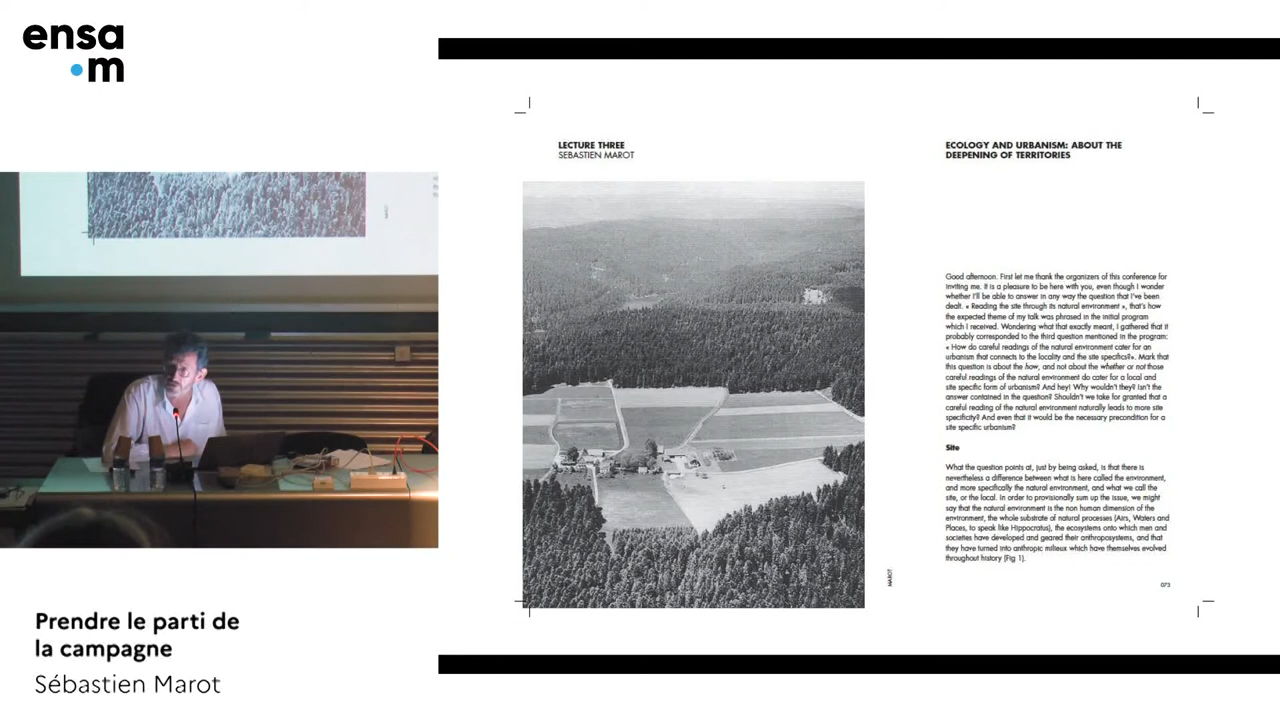 ensa
m
LECTURE THREE
SEBASTIEN MAROT
ECOLOGY AND URBANISM: ABOUT THE
DEEPENING OF TERRITORIES
Good afternoon. First let me thank the organizers of this conference for
inviting me. It is a pleasure to be here with you, even though I wonder
whether I'll be able to answer in any way the question that I've been
dealt. « Reading the site through its natural environment », that's how
the expected theme of my talk was phrased in the initial program
which I received. Wondering what that exactly meant, I gathered that it
probably corresponded to the third question mentioned in the program:
« How do careful readings of the natural environment cater for an
urbanism that connects to the locality and the site specifics?». Mark that
this question is about the how, and not about the whether or not those
careful readings of the natural environment do cater for a local and
site specific form of urbanism? And hey! Why wouldn't they? Isn't the
answer contained in the question? Shouldn't we take for granted that a
careful reading of the natural environment naturally leads to more site
specificity? And even that it would be the necessary precondition for a
site specific urbanism?
Site
What the question points at, just by being asked, is that there is
nevertheless a difference between what is here called the environment,
and more specifically the natural environment, and what we call the
site, or the local. In order to provisionally sum up the issue, we might
say that the natural environment is the non human dimension of the
environment, the whole substrate of natural processes (Airs, Waters and
Places, to speak like Hippocratus), the ecosystems onto which men and
societies have developed and geared their anthroposystems, and that
they have turned into anthropic milieux which have themselves evolved
throughout history (Fig 1).
MAROT
073
Prendre le parti de
la campagne
Sébastien Marot